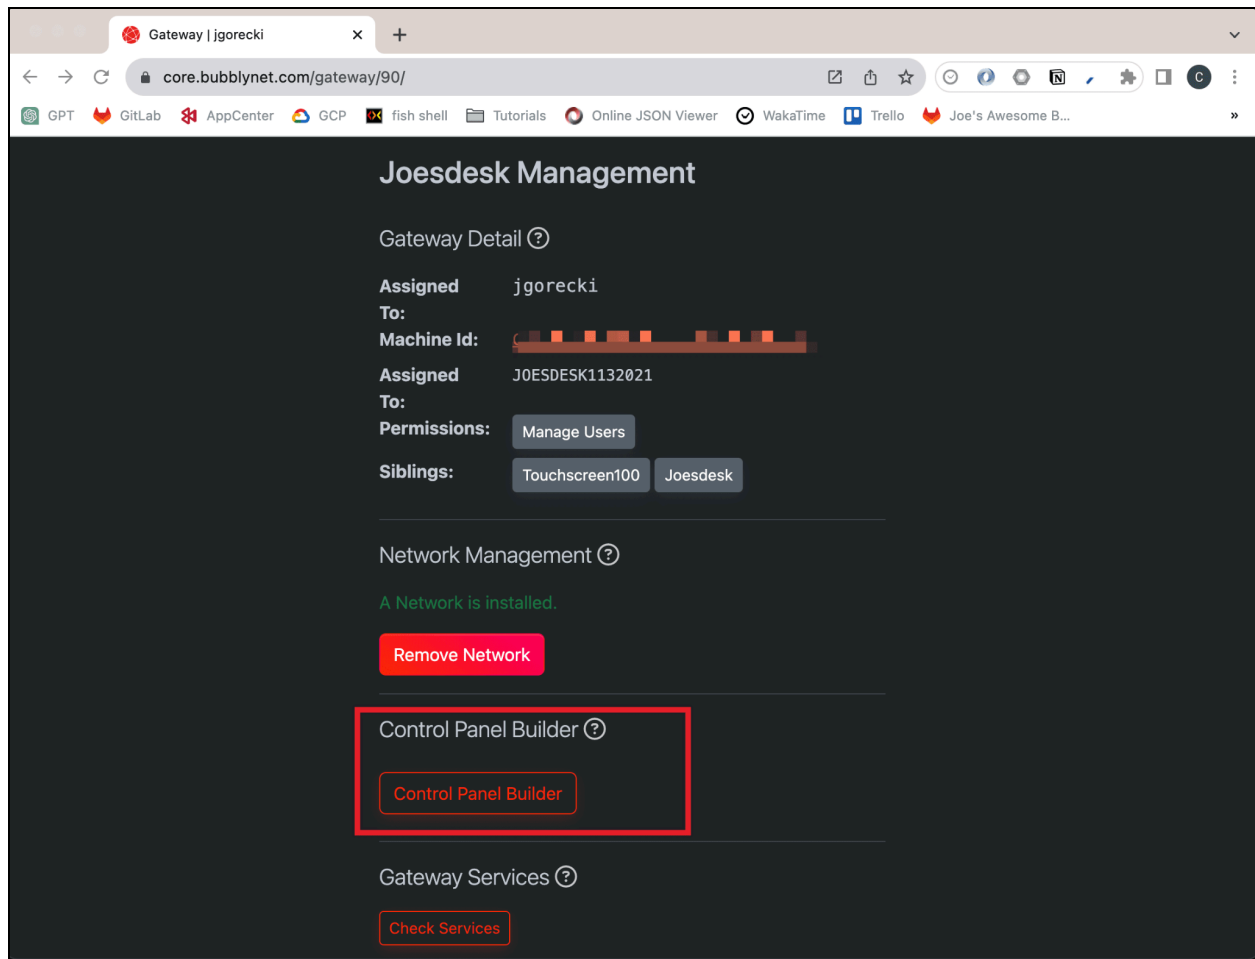 Gateway | jgorecki
core.bubblynet.com/gateway/90/
C
GPT GitLab AppCenter GCP fish shell Tutorials Online JSON Viewer WakaTime Trello Joe's Awesome B... »
Joesdesk Management
Gateway Detail ?
Assigned To: jgorecki
Machine Id:
Assigned To: JOESDESK1132021
Permissions: Manage Users
Siblings: Touchscreen100 Joesdesk
Network Management ?
A Network is installed.
Remove Network
Control Panel Builder ?
Control Panel Builder
Gateway Services ?
Check Services